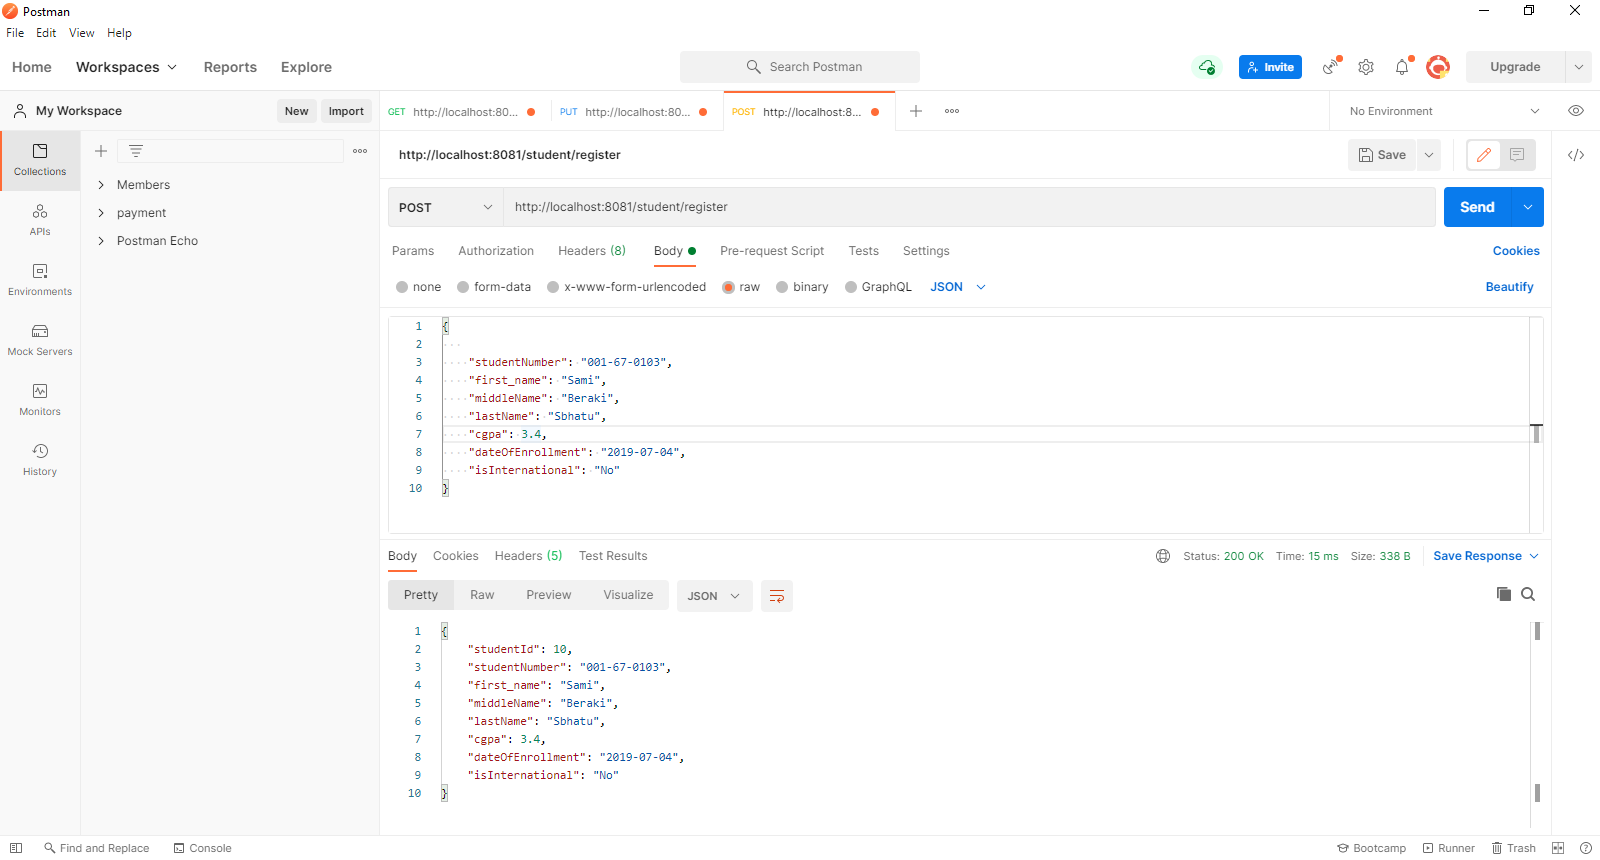 Postman
File Edit View Help
Home Workspaces Reports Explore Search Postman Invite Upgrade
My Workspace New Import GET http://localhost:80... PUT http://localhost:80... POST http://localhost:8... No Environment
http://localhost:8081/student/register Save
Collections
Members
payment
Postman Echo
APIs
Environments
Mock Servers
Monitors
History
POST http://localhost:8081/student/register Send
Params Authorization Headers (8) Body Pre-request Script Tests Settings Cookies
none form-data x-www-form-urlencoded raw binary GraphQL JSON Beautify
1 {
2
3 "studentNumber": "001-67-0103",
4 "first_name": "Sami",
5 "middleName": "Beraki",
6 "lastName": "Sbhatu",
7 "cgpa": 3.4,
8 "dateOfEnrollment": "2019-07-04",
9 "isInternational": "No"
10 }
Body Cookies Headers (5) Test Results Status: 200 OK Time: 15 ms Size: 338 B Save Response
Pretty Raw Preview Visualize JSON
1 {
2 "studentId": 10,
3 "studentNumber": "001-67-0103",
4 "first_name": "Sami",
5 "middleName": "Beraki",
6 "lastName": "Sbhatu",
7 "cgpa": 3.4,
8 "dateOfEnrollment": "2019-07-04",
9 "isInternational": "No"
10 }
Find and Replace Console Bootcamp Runner Trash